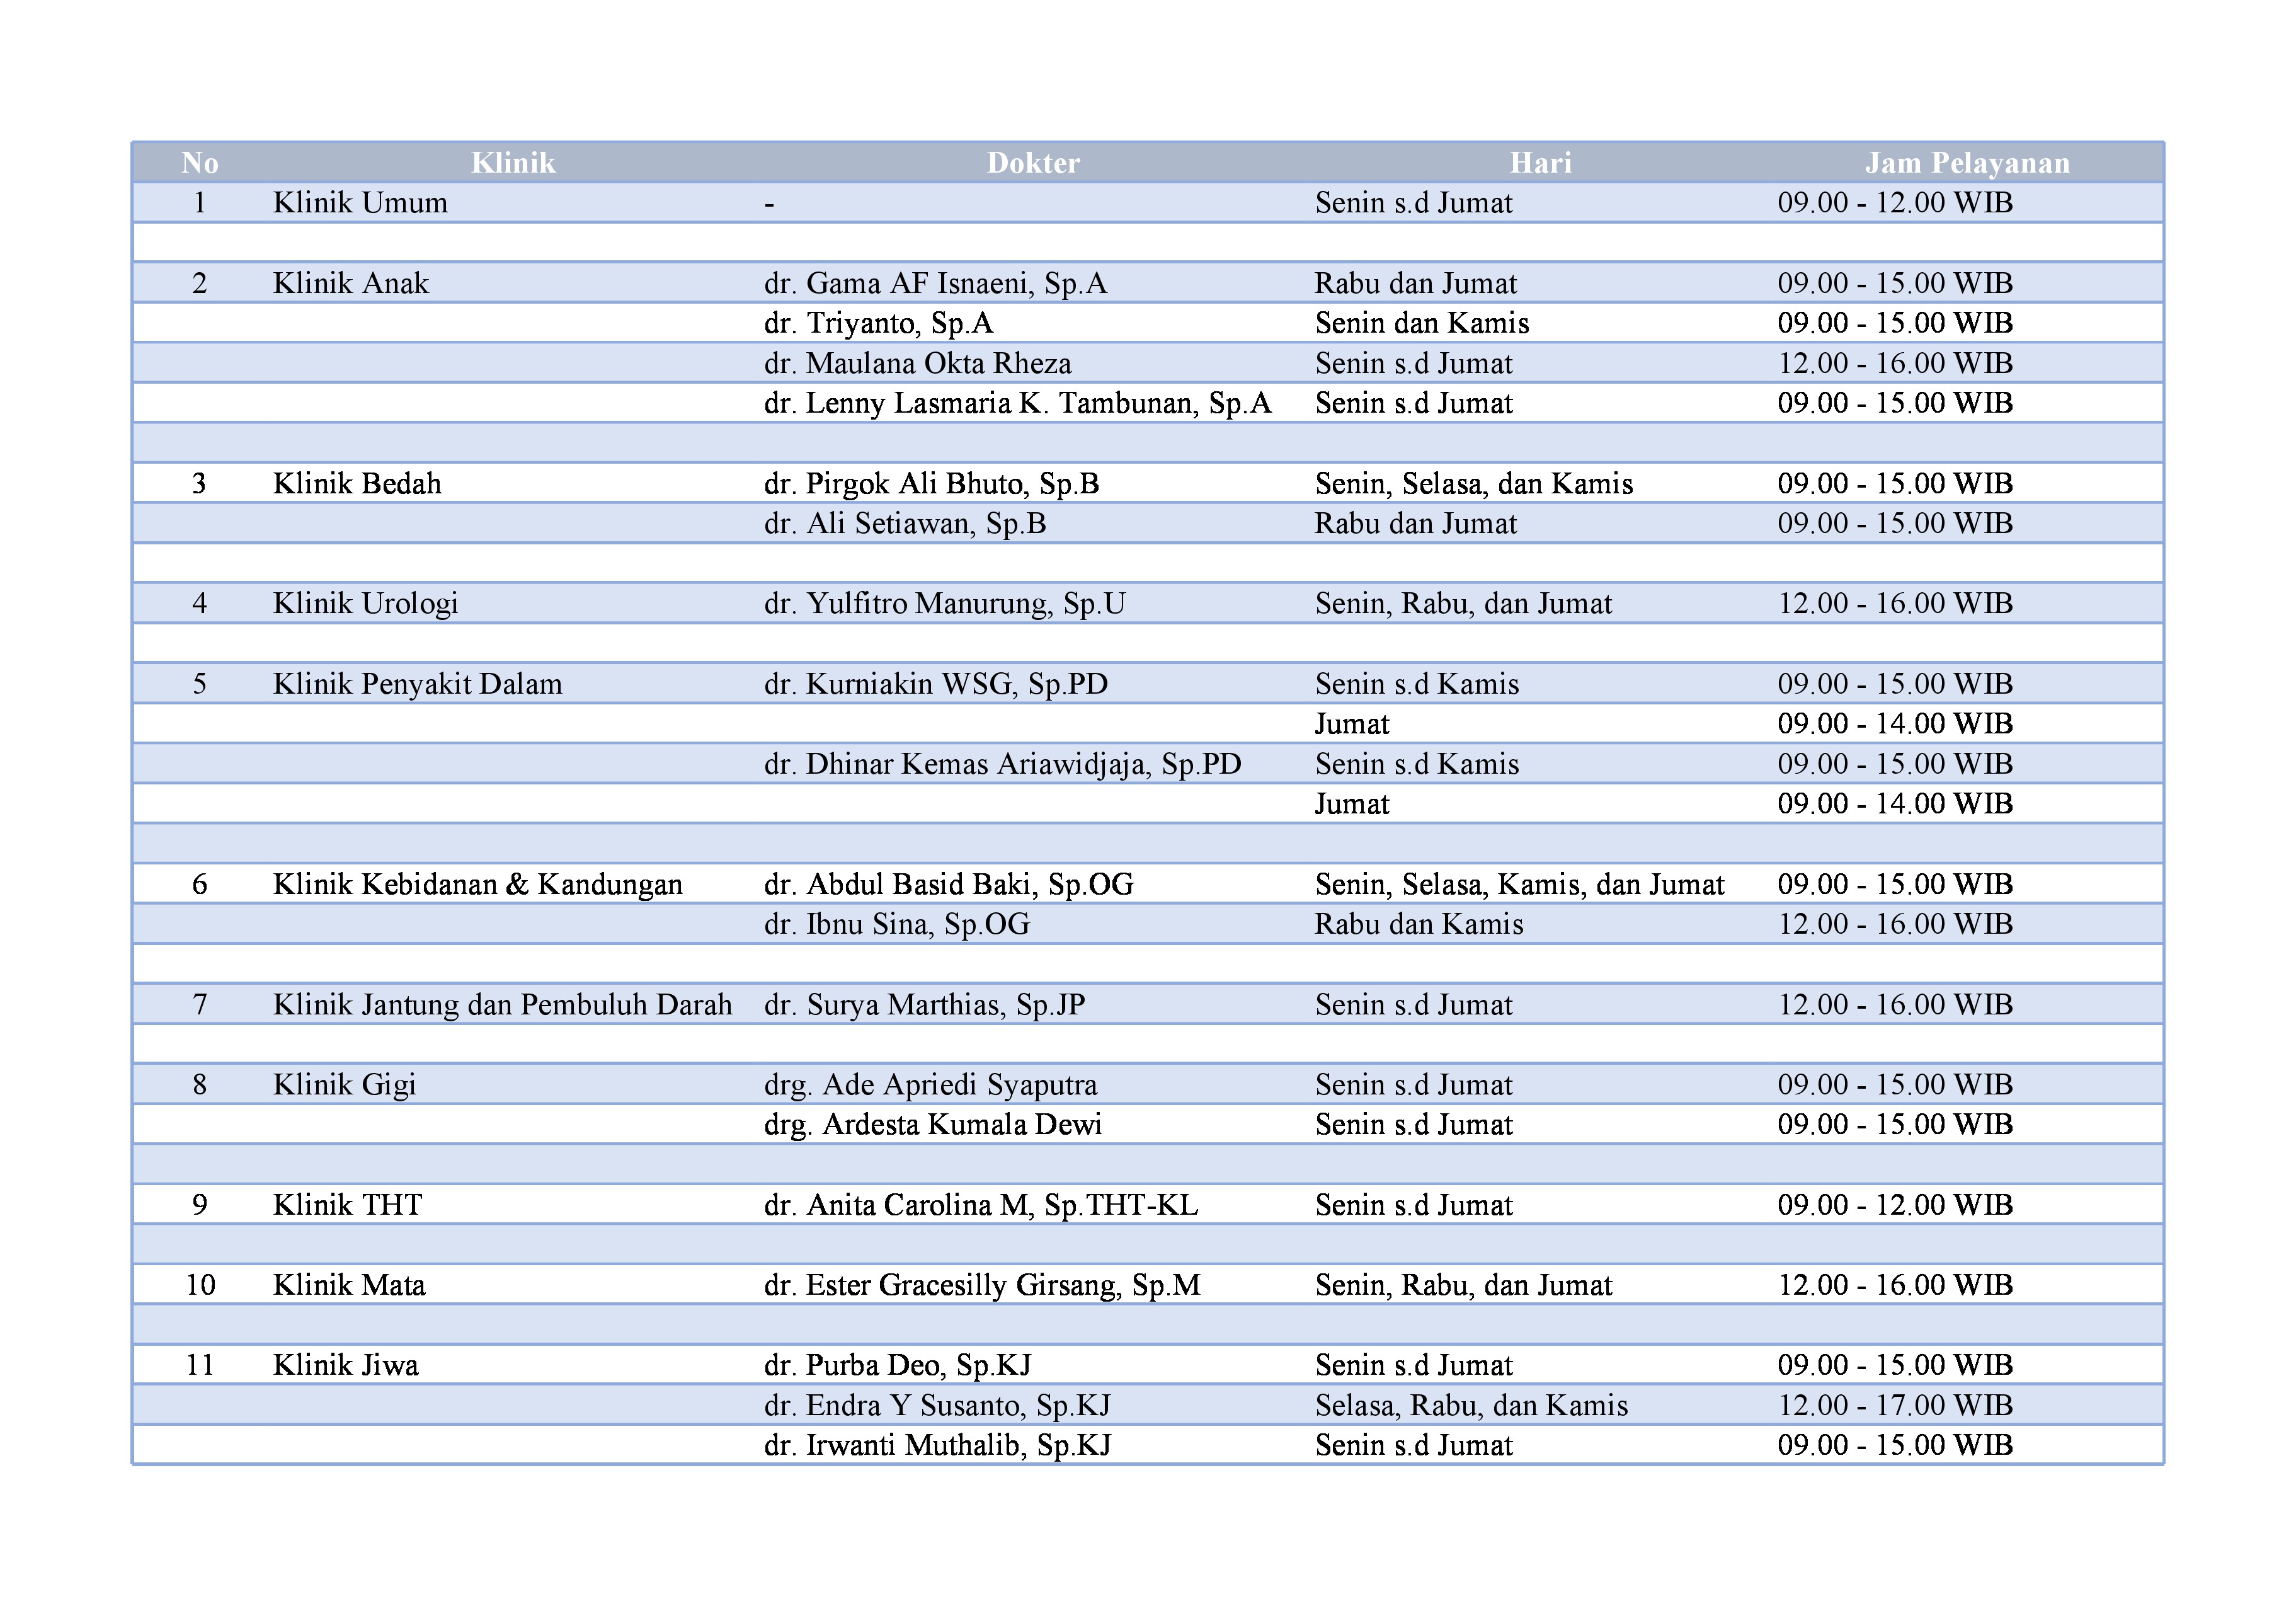 No Klinik Dokter Hari Jam Pelayanan
1 Klinik Umum - Senin s.d Jumat 09.00 - 12.00 WIB
2 Klinik Anak dr. Gama AF Isnaeni, Sp.A Rabu dan Jumat 09.00 - 15.00 WIB
dr. Triyanto, Sp.A Senin dan Kamis 09.00 - 15.00 WIB
dr. Maulana Okta Rheza Senin s.d Jumat 12.00 - 16.00 WIB
dr. Lenny Lasmaria K. Tambunan, Sp.A Senin s.d Jumat 09.00 - 15.00 WIB
3 Klinik Bedah dr. Pirgok Ali Bhuto, Sp.B Senin, Selasa, dan Kamis 09.00 - 15.00 WIB
dr. Ali Setiawan, Sp.B Rabu dan Jumat 09.00 - 15.00 WIB
4 Klinik Urologi dr. Yulfitro Manurung, Sp.U Senin, Rabu, dan Jumat 12.00 - 16.00 WIB
5 Klinik Penyakit Dalam dr. Kurniakin WSG, Sp.PD Senin s.d Kamis 09.00 - 15.00 WIB
Jumat 09.00 - 14.00 WIB
dr. Dhinar Kemas Ariawidjaja, Sp.PD Senin s.d Kamis 09.00 - 15.00 WIB
Jumat 09.00 - 14.00 WIB
6 Klinik Kebidanan & Kandungan dr. Abdul Basid Baki, Sp.OG Senin, Selasa, Kamis, dan Jumat 09.00 - 15.00 WIB
dr. Ibnu Sina, Sp.OG Rabu dan Kamis 12.00 - 16.00 WIB
7 Klinik Jantung dan Pembuluh Darah dr. Surya Marthias, Sp.JP Senin s.d Jumat 12.00 - 16.00 WIB
8 Klinik Gigi drg. Ade Apriedi Syaputra Senin s.d Jumat 09.00 - 15.00 WIB
drg. Ardesta Kumala Dewi Senin s.d Jumat 09.00 - 15.00 WIB
9 Klinik THT dr. Anita Carolina M, Sp.THT-KL Senin s.d Jumat 09.00 - 12.00 WIB
10 Klinik Mata dr. Ester Gracesilly Girsang, Sp.M Senin, Rabu, dan Jumat 12.00 - 16.00 WIB
11 Klinik Jiwa dr. Purba Deo, Sp.KJ Senin s.d Jumat 09.00 - 15.00 WIB
dr. Endra Y Susanto, Sp.KJ Selasa, Rabu, dan Kamis 12.00 - 17.00 WIB
dr. Irwanti Muthalib, Sp.KJ Senin s.d Jumat 09.00 - 15.00 WIB